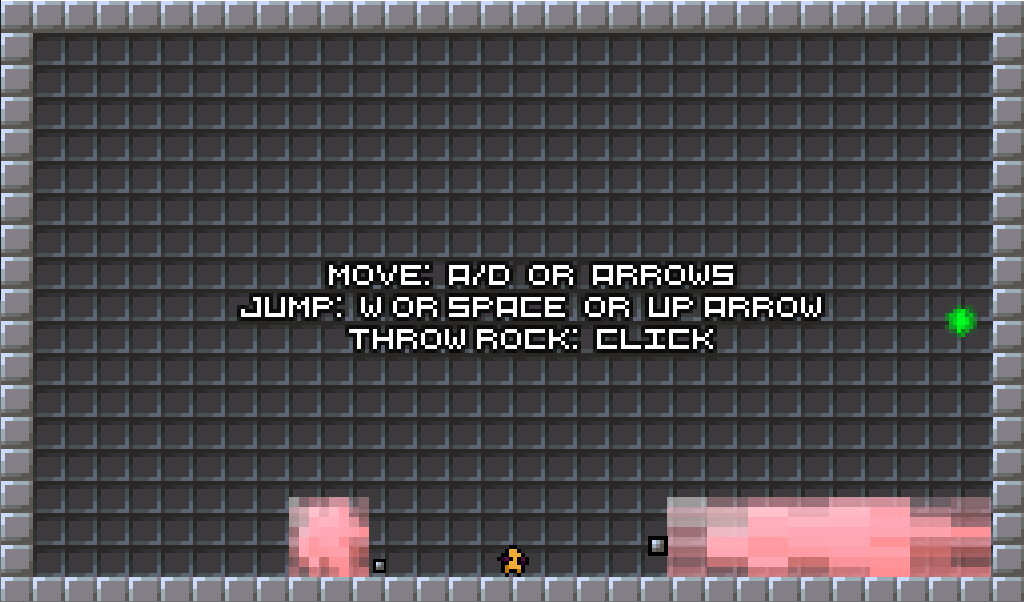 MOVE: A/D OR ARROWS
JUMP: W OR SPACE OR UP ARROW
THROW ROCK: CLICK